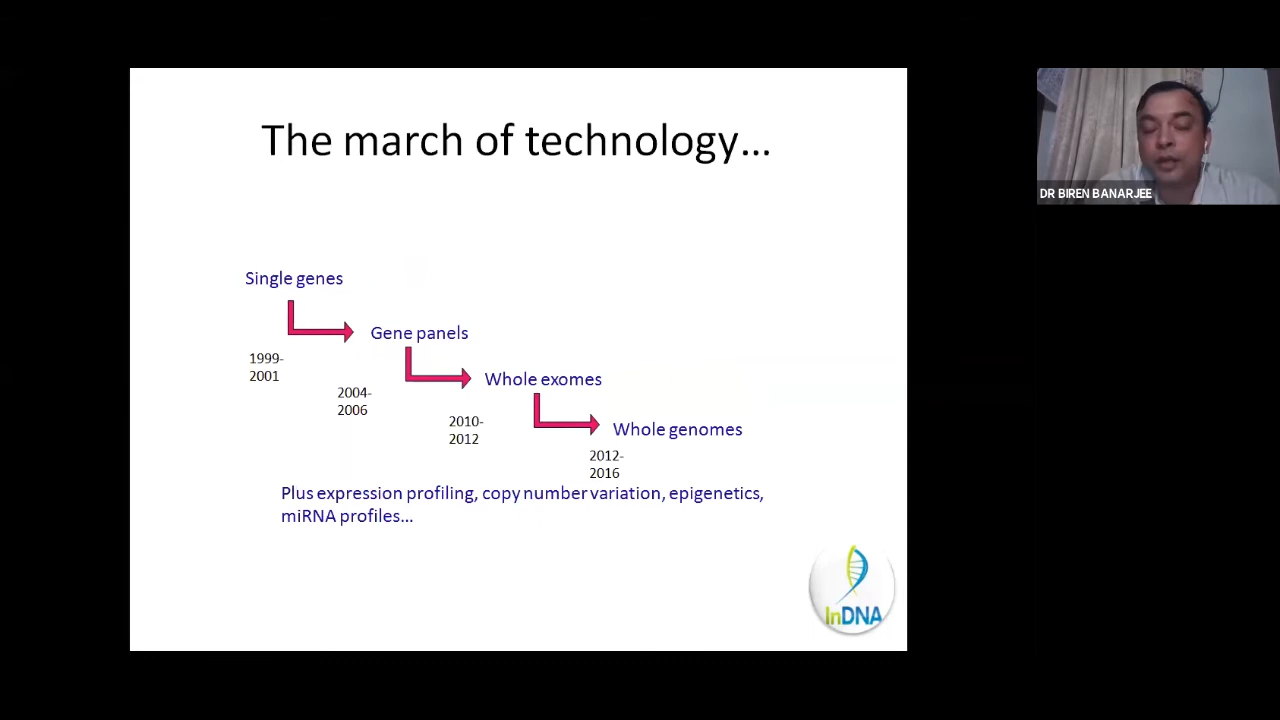 The march of technology...
DR BIREN BANARJEE
Single genes
Gene panels
1999-
2001
Whole exomes
2004-
2006
2010-
2012
Whole genomes
2012-
2016
Plus expression profiling, copy number variation, epigenetics,
miRNA profiles...
InDNA